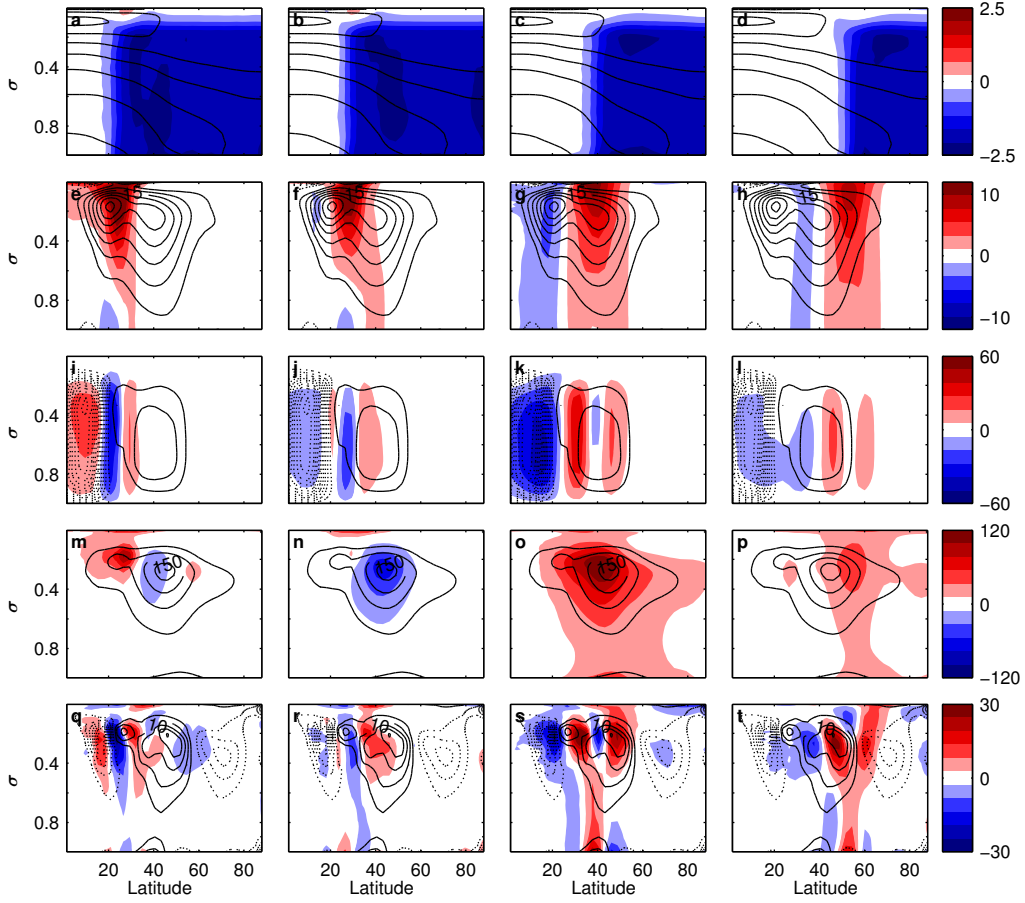 a b c d 2.5
0
−2.5
σ 0.4 0.8
e f g h 10
0
−10
15 15 15
σ 0.4 0.8
i j k l 60
0
−60
σ 0.4 0.8
m n o p 120
0
−120
150 150 150
σ 0.4 0.8
q r s t 30
0
−30
10 10 10 10
σ 0.4 0.8
20 40 60 80 20 40 60 80 20 40 60 80 20 40 60 80
Latitude Latitude Latitude Latitude